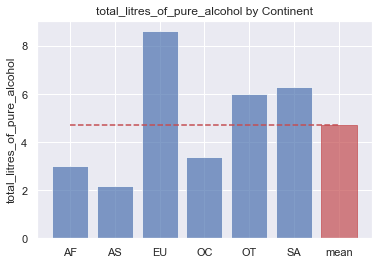 total_litres_of_pure_alcohol by Continent
total_litres_of_pure_alcohol
8
6
4
2
0
AF AS EU OC OT SA mean